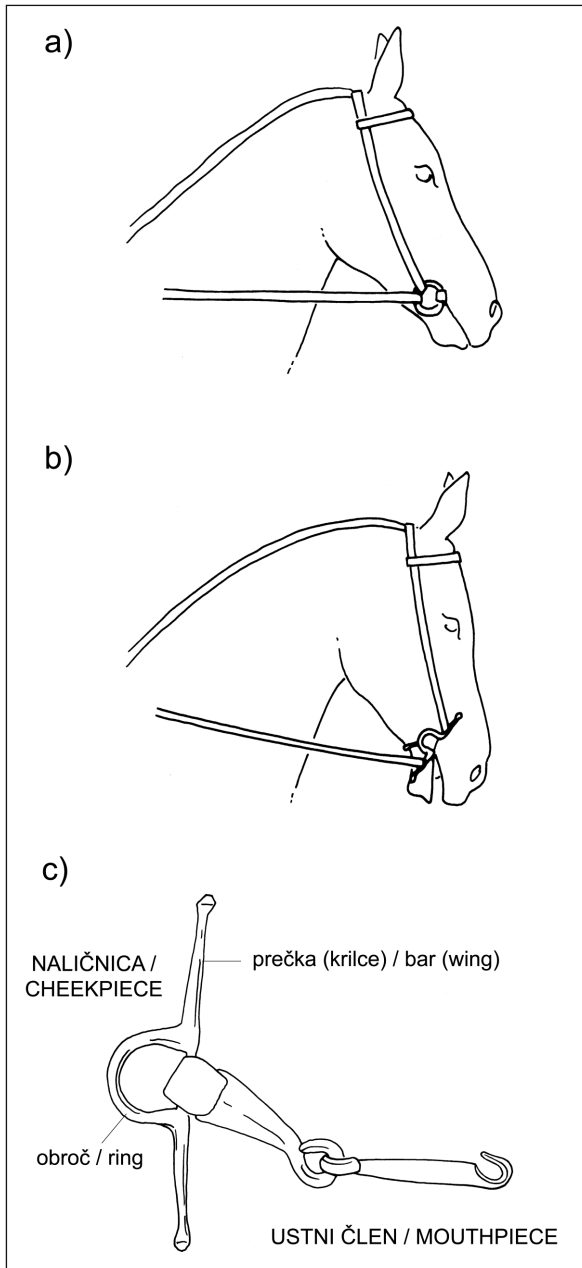 a)
b)
c)
NALIČNICA /
CHEEKPIECE
prečka (krilce) / bar (wing)
obroč / ring
USTNI ČLEN / MOUTHPIECE